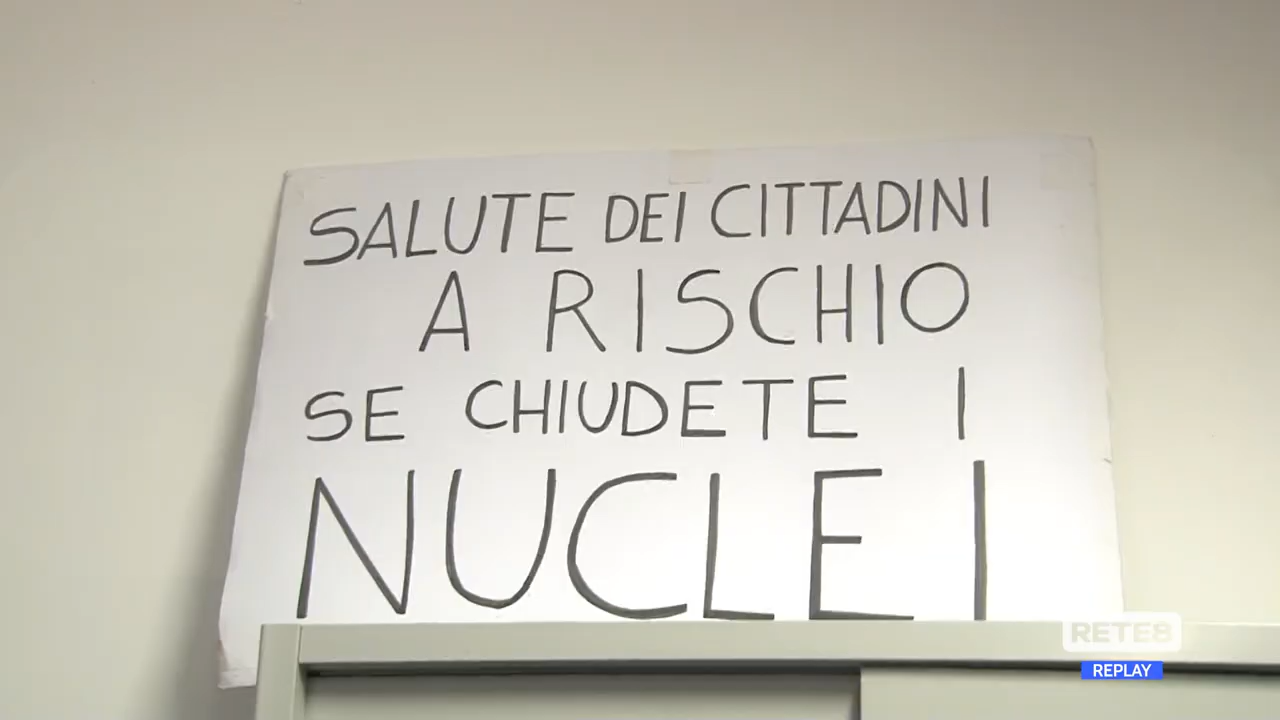 SALUTE DEI CITTADINI
A RISCHIO
SE CHIUDETE I
NUCLEI
RETE8
REPLAY